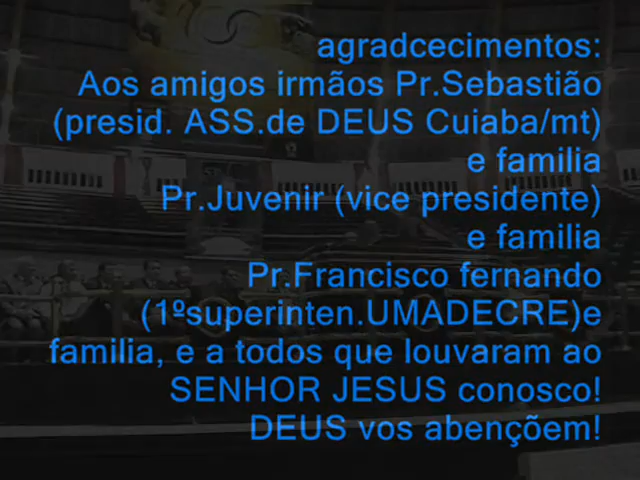 agradcecimentos:
Aos amigos irmãos Pr.Sebastião
(presid. ASS.de DEUS Cuiaba/mt)
e familia
Pr.Juvenir (vice presidente)
e familia
Pr.Francisco fernando
(1ºsuperinten.UMADECRE)e
familia, e a todos que louvaram ao
SENHOR JESUS conosco!
DEUS vos abençõem!